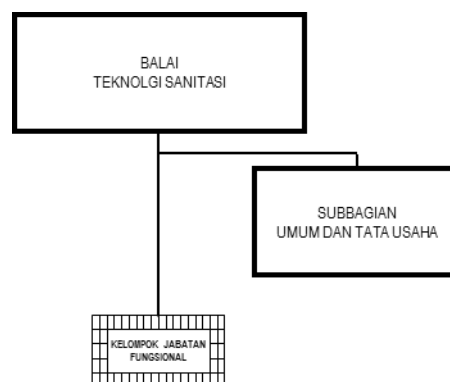 BALAI
TEKNOLGI SANITASI
SUBBAGIAN
UMUM DAN TATA USAHA
KELOMPOK JABATAN
FUNGSIONAL